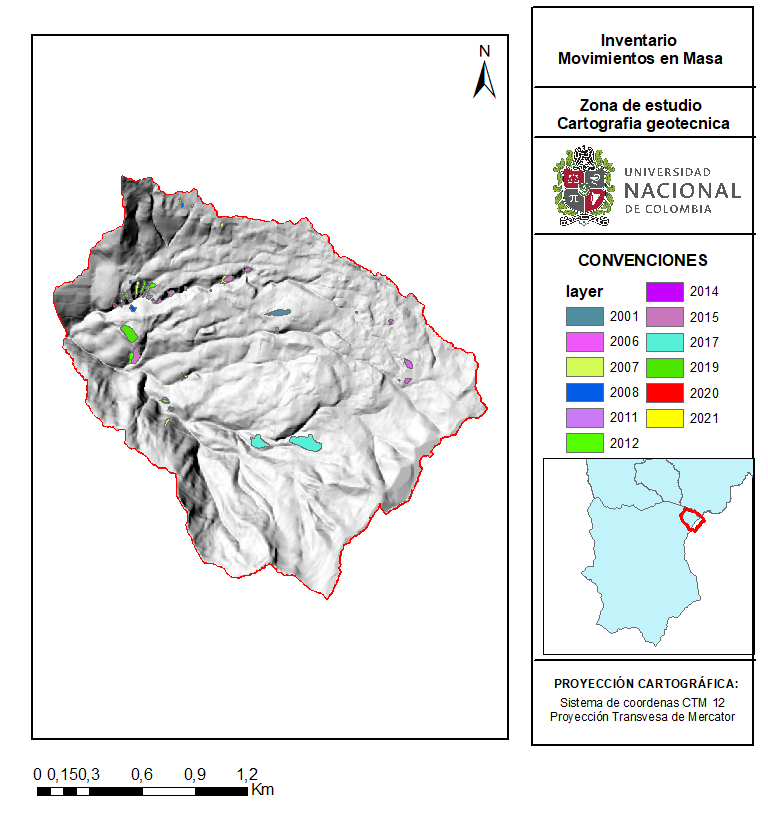 Inventario
Movimientos en Masa
Zona de estudio
Cartografia geotecnica
UNIVERSIDAD
NACIONAL
DE COLOMBIA
CONVENCIONES
layer
2001
2006
2007
2008
2011
2012
2014
2015
2017
2019
2020
2021
PROYECCIÓN CARTOGRÁFICA:
Sistema de coordenas CTM 12
Proyección Transvesa de Mercator
N
0 0,150,3 0,6 0,9 1,2
Km